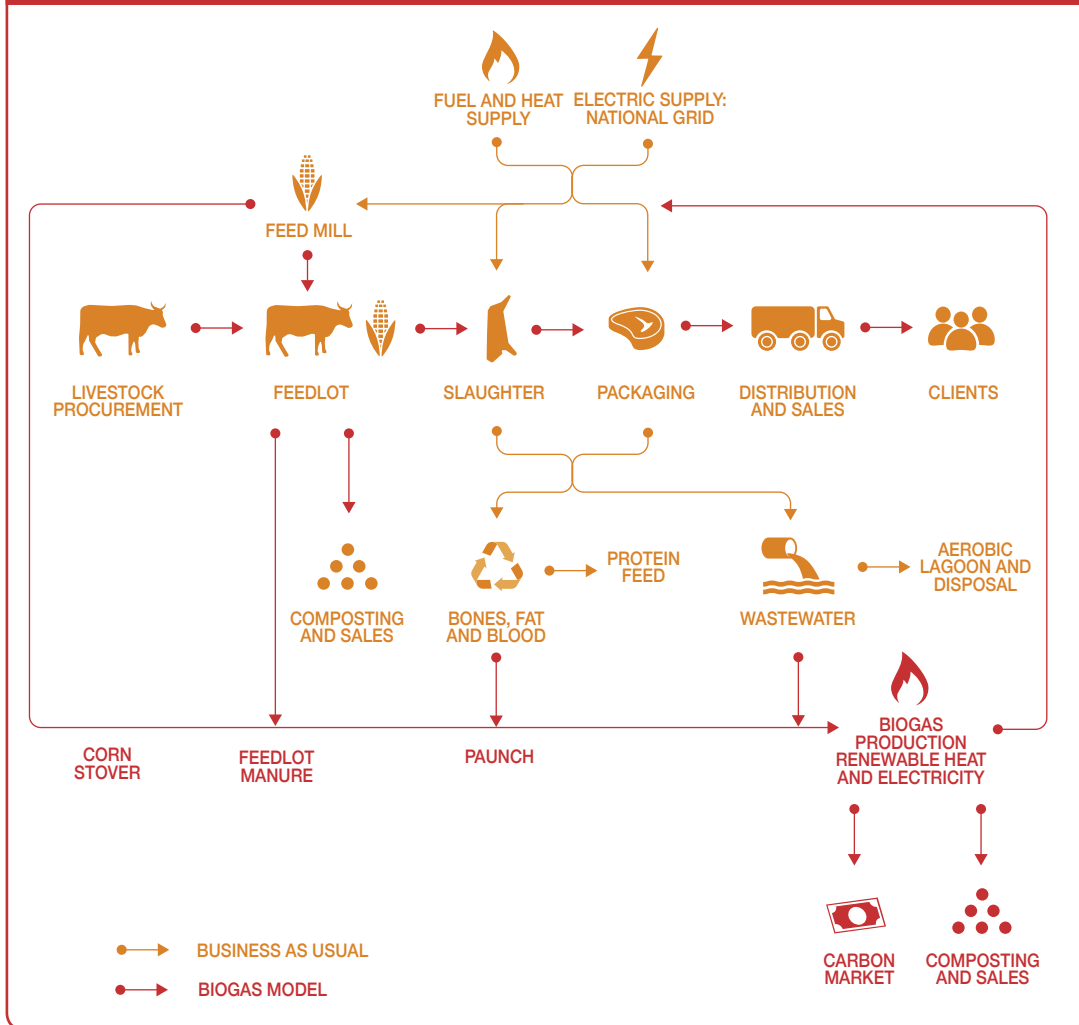 FUEL AND HEAT
SUPPLY
ELECTRIC SUPPLY:
NATIONAL GRID
FEED MILL
LIVESTOCK
PROCUREMENT
FEEDLOT
SLAUGHTER
PACKAGING
DISTRIBUTION
AND SALES
CLIENTS
COMPOSTING
AND SALES
BONES, FAT
AND BLOOD
PROTEIN
FEED
WASTEWATER
AEROBIC
LAGOON AND
DISPOSAL
CORN
STOVER
FEEDLOT
MANURE
PAUNCH
BIOGAS
PRODUCTION
RENEWABLE HEAT
AND ELECTRICITY
CARBON
MARKET
COMPOSTING
AND SALES
BUSINESS AS USUAL
BIOGAS MODEL